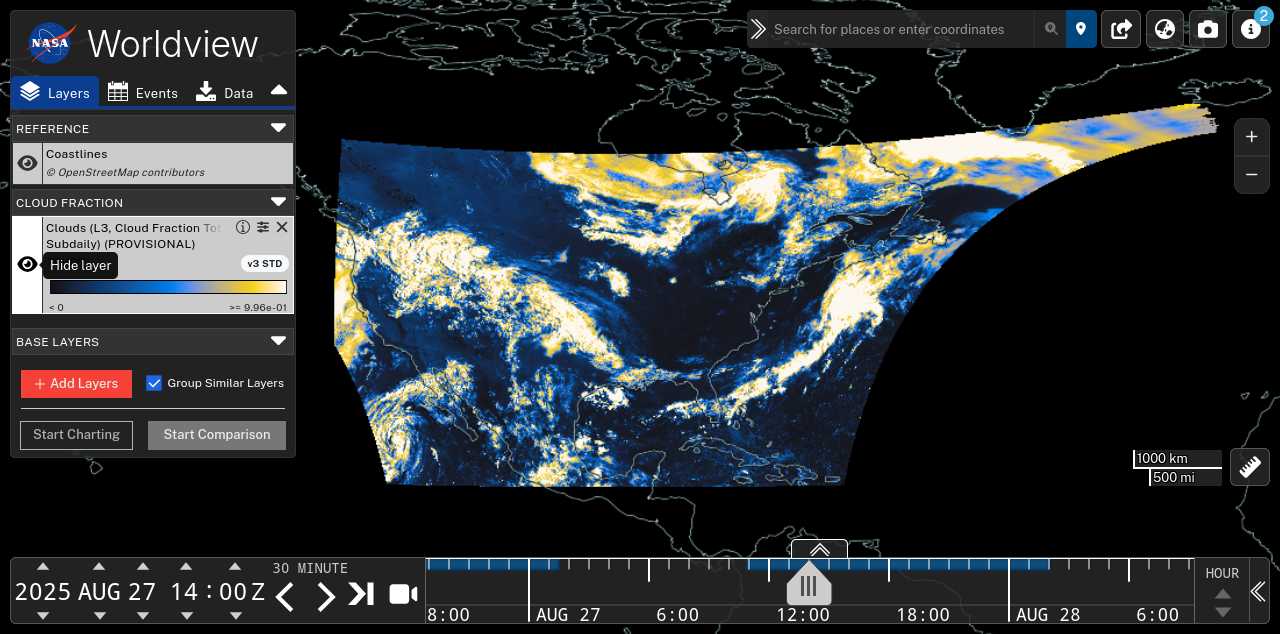 NASA Worldview
Layers Events Data
REFERENCE
Coastlines
© OpenStreetMap contributors
CLOUD FRACTION
Clouds (L3, Cloud Fraction Tot
Subdaily) (PROVISIONAL)
Hide layer
v3 STD
< 0 >= 9.96e-01
BASE LAYERS
+ Add Layers Group Similar Layers
Start Charting Start Comparison
Search for places or enter coordinates
2
+
−
1000 km
500 mi
2025 AUG 27 14:00 Z
30 MINUTE
8:00 AUG 27 6:00 12:00 18:00 AUG 28 6:00
HOUR